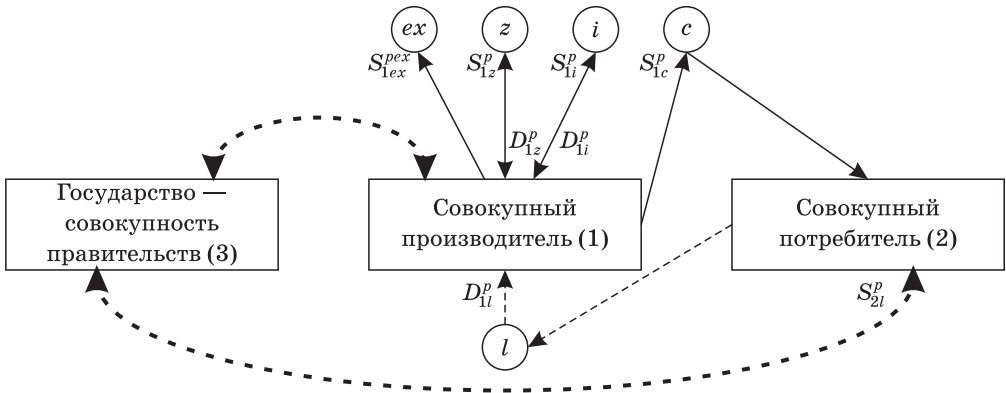 ex
z
i
c
S^{pex}_{1ex}
S^p_{1z}
S^p_{1i}
S^p_{1c}
D^p_{1z}
D^p_{1i}
Государство —
совокупность
правительств (3)
Совокупный
производитель (1)
Совокупный
потребитель (2)
D^p_{1l}
S^p_{2l}
l